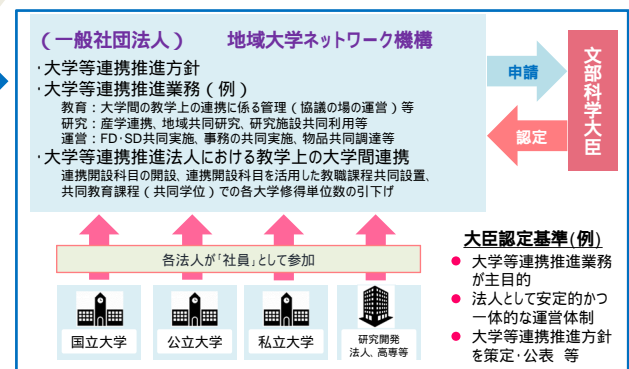 （一般社団法人） 地域大学ネットワーク機構
・大学等連携推進方針
・大学等連携推進業務（例）
教育：大学間の教学上の連携に係る管理（協議の場の運営）等
研究：産学連携、地域共同研究、研究施設共同利用等
運営：FD・SD共同実施、事務の共同実施、物品共同調達等
・大学等連携推進法人における教学上の大学間連携
連携開設科目の開設、連携開設科目を活用した教職課程共同設置、
共同教育課程（共同学位）での各大学修得単位数の引下げ
申請
認定
文部科学大臣
各法人が「社員」として参加
国立大学
公立大学
私立大学
研究開発
法人、高専等
大臣認定基準（例）
● 大学等連携推進業務
が主目的
● 法人として安定的かつ
一体的な運営体制
● 大学等連携推進方針
を策定・公表 等